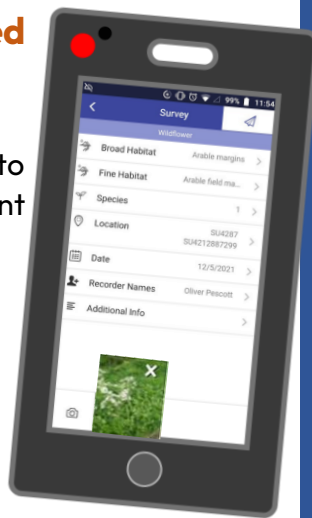 ed
to
nt
99% 11:54
Survey
Wildflower
Broad Habitat Arable margins
Fine Habitat Arable field ma...
Species 1
Location SU4287
SU4212887299
Date 12/5/2021
Recorder Names Oliver Pescott
Additional Info